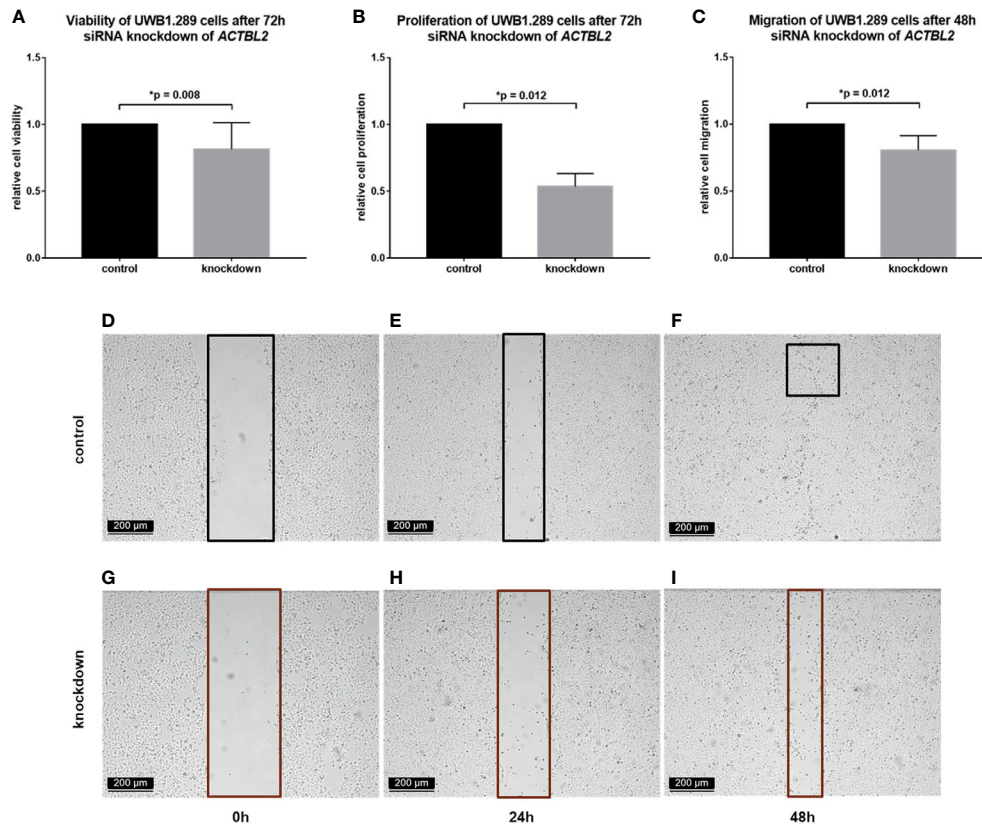 A
Viability of UWB1.289 cells after 72h
siRNA knockdown of ACTBL2
1.5
1.0
0.5
0.0
relative cell viability
*p = 0.008
control
knockdown
B
Proliferation of UWB1.289 cells after 72h
siRNA knockdown of ACTBL2
1.5
1.0
0.5
0.0
relative cell proliferation
*p = 0.012
control
knockdown
C
Migration of UWB1.289 cells after 48h
siRNA knockdown of ACTBL2
1.5
1.0
0.5
0.0
relative cell migration
*p = 0.012
control
knockdown
D
E
F
control
200 µm
200 µm
200 µm
G
H
I
knockdown
200 µm
200 µm
200 µm
0h
24h
48h